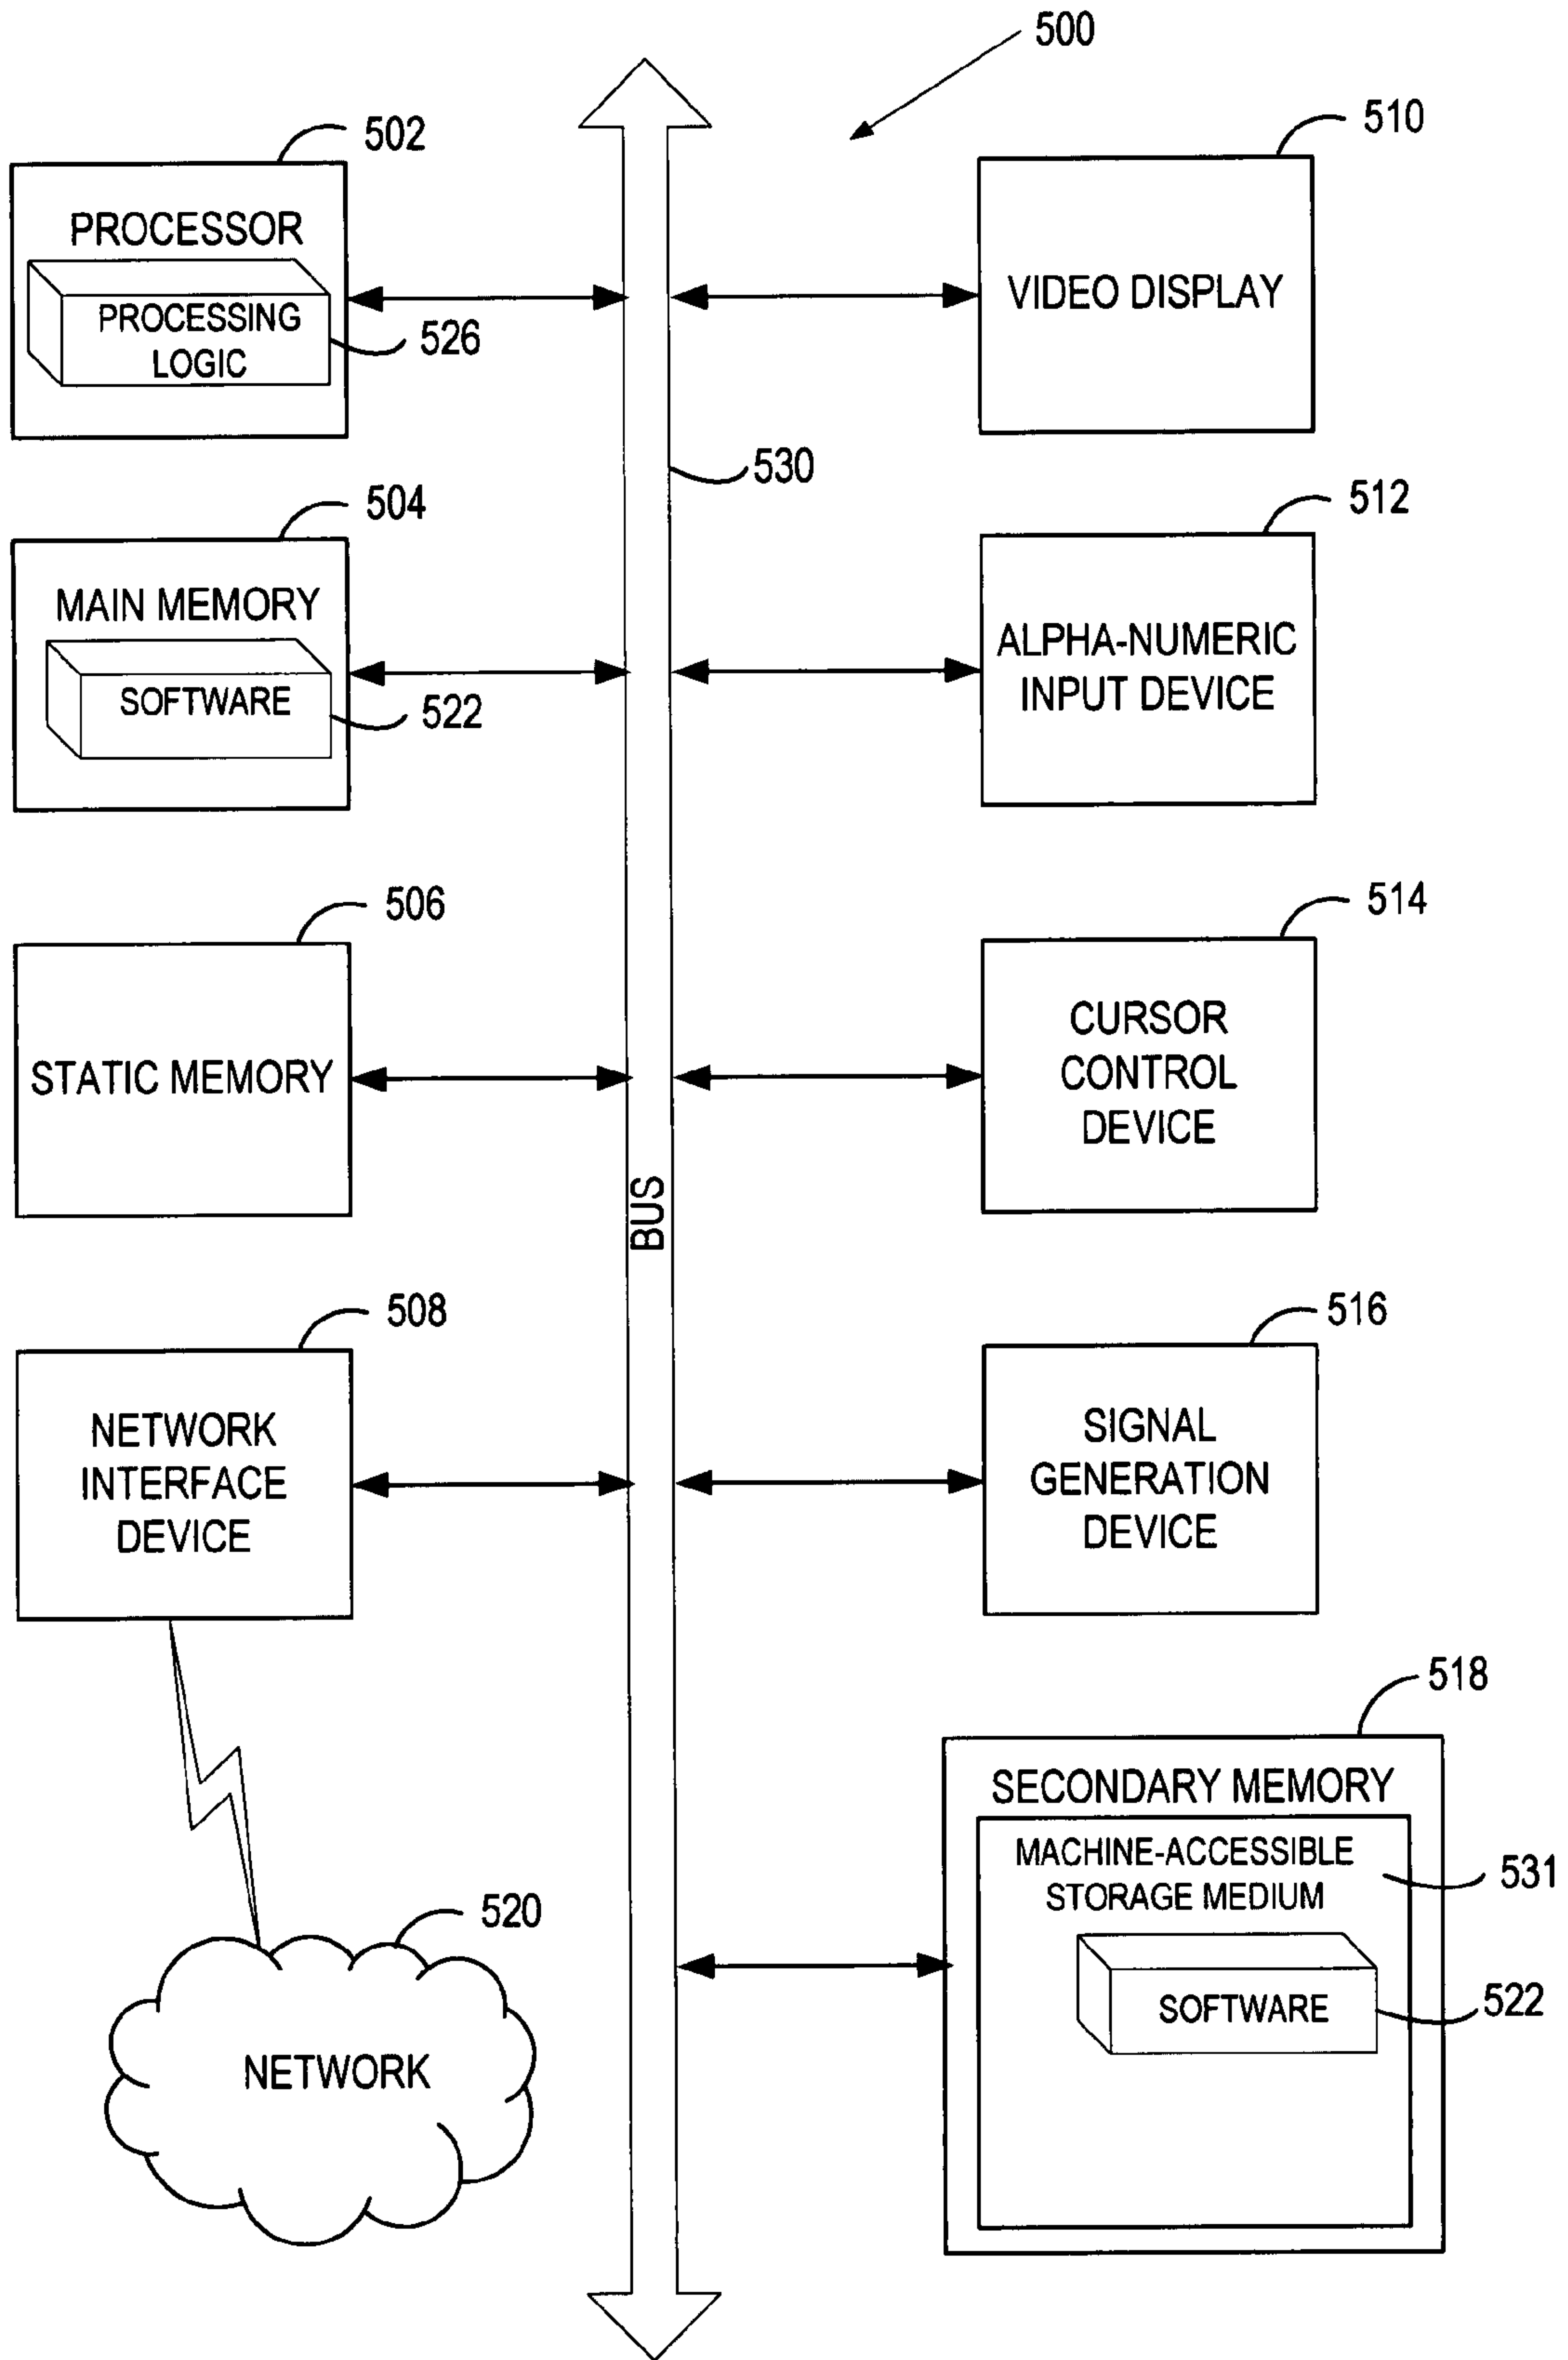 500
502
PROCESSOR
PROCESSING
LOGIC
526
510
VIDEO DISPLAY
530
504
MAIN MEMORY
SOFTWARE
522
512
ALPHA-NUMERIC
INPUT DEVICE
506
STATIC MEMORY
514
CURSOR
CONTROL
DEVICE
BUS
508
NETWORK
INTERFACE
DEVICE
516
SIGNAL
GENERATION
DEVICE
518
SECONDARY MEMORY
MACHINE-ACCESSIBLE
STORAGE MEDIUM
531
SOFTWARE
522
520
NETWORK